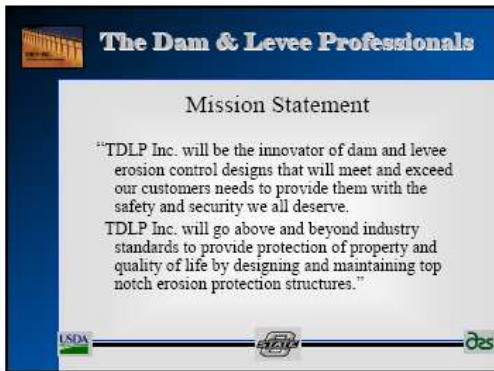 The Dam & Levee Professionals
Mission Statement
“TDLP Inc. will be the innovator of dam and levee
erosion control designs that will meet and exceed
our customers needs to provide them with the
safety and security we all deserve.
TDLP Inc. will go above and beyond industry
standards to provide protection of property and
quality of life by designing and maintaining top
notch erosion protection structures.”
USDA
STATE